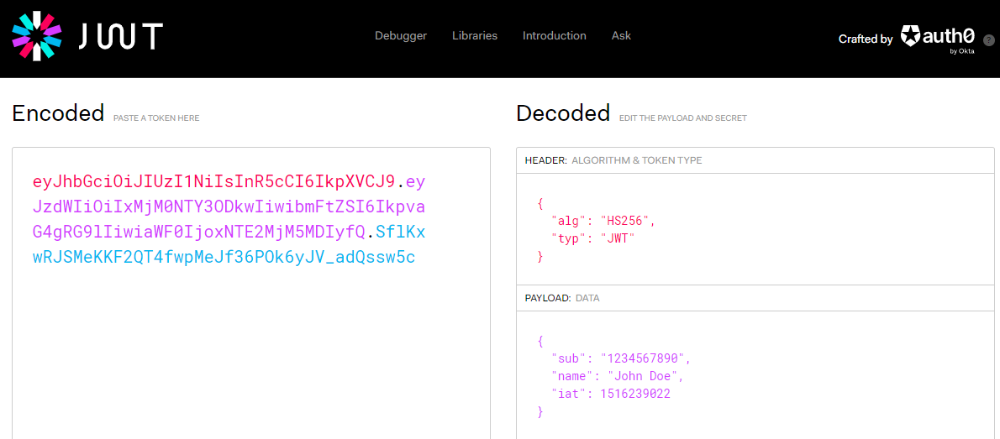 JWT
Debugger Libraries Introduction Ask
Crafted by auth0
by Okta
?
Encoded PASTE A TOKEN HERE
eyJhbGciOiJIUzI1NiIsInR5cCI6IkpXVCJ9.ey
JzdWIiOiIxMjM0NTY3ODkwIiwibmFtZSI6Ikpva
G4gRG9lIiwiaWF0IjoxNTE2MjM5MDIyfQ.SflKx
wRJSMeKKF2QT4fwpMeJf36POk6yJV_adQssw5c
Decoded EDIT THE PAYLOAD AND SECRET
HEADER: ALGORITHM & TOKEN TYPE
{
"alg": "HS256",
"typ": "JWT"
}
PAYLOAD: DATA
{
"sub": "1234567890",
"name": "John Doe",
"iat": 1516239022
}